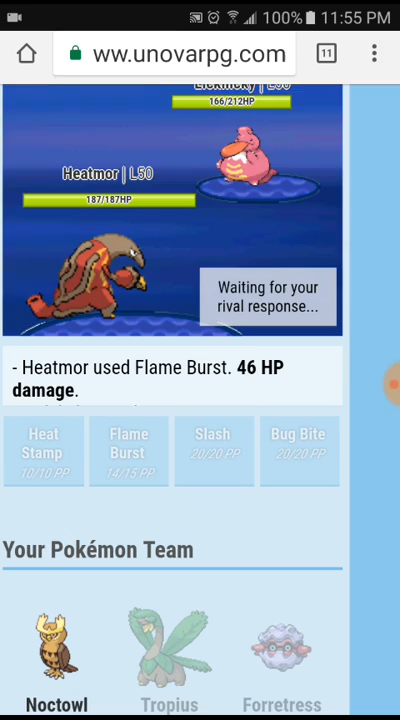 100% 11:55 PM
ww.unovarpg.com
11
Lickilicky | L50
166/212HP
Heatmor | L50
187/187HP
Waiting for your
rival response...
- Heatmor used Flame Burst. 46 HP
damage.
Heat Stamp
10/10 PP
Flame Burst
14/15 PP
Slash
20/20 PP
Bug Bite
20/20 PP
Your Pokémon Team
Noctowl Tropius Forretress